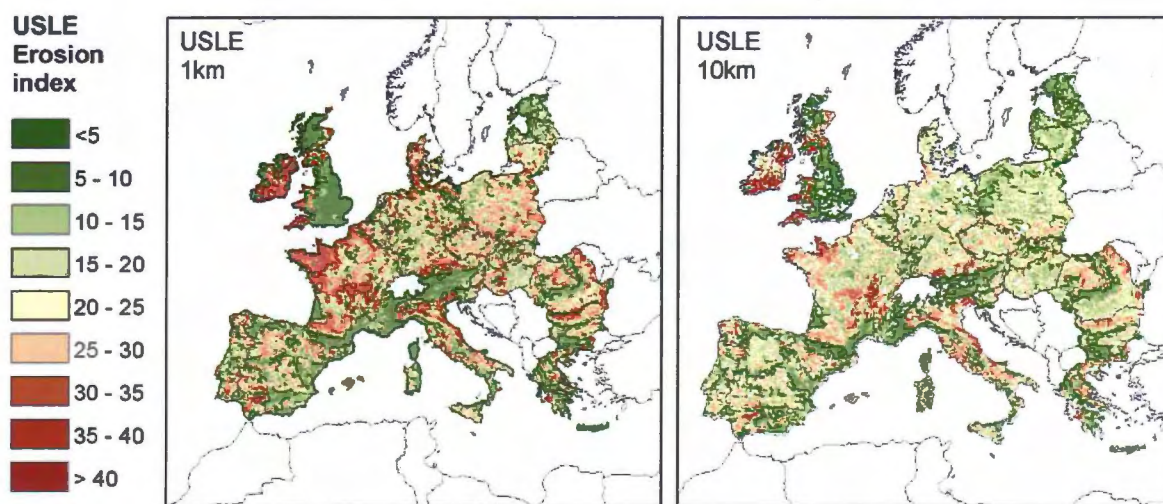 USLE
Erosion
index
<5
5 - 10
10 - 15
15 - 20
20 - 25
25 - 30
30 - 35
35 - 40
> 40
USLE
1km
USLE
10km